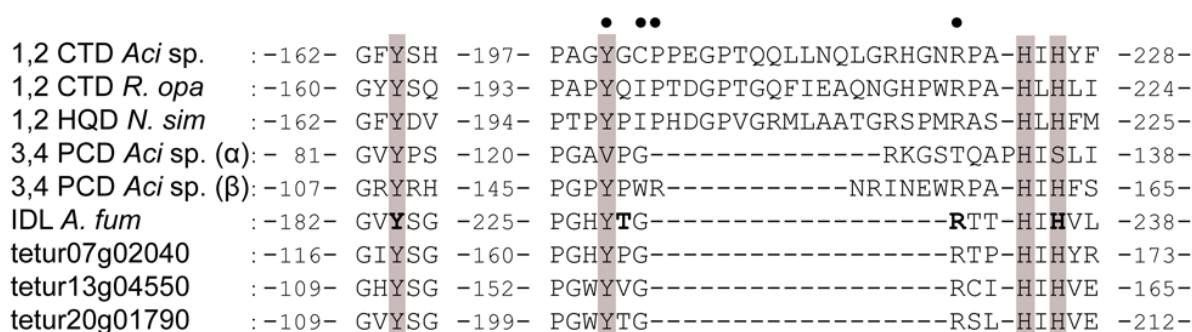 1,2 CTD Aci sp. :-162- GFYSH -197- PAGYGCPPEGPTQQLLNQLGRHGNRPA-HIHYF -228-
1,2 CTD R. opa :-160- GYYSQ -193- PAPYQIPTDGPTGQFIEAQNGHPWRPA-HLHLI -224-
1,2 HQD N. sim :-162- GFYDV -194- PTPYPIPHDGPVGRMLAATGRSPMRAS-HLHFM -225-
3,4 PCD Aci sp. (α) :- 81- GVYPS -120- PGAVPG--------------RKGSTQAPHISLI -138-
3,4 PCD Aci sp. (β) :-107- GRYRH -145- PGPYPWR-----------NRINEWRPA-HIHFS -165-
IDL A. fum :-182- GVYSG -225- PGHYTG-------------------RTT-HIHVL -238-
tetur07g02040 :-116- GIYSG -160- PGHYPG-------------------RTP-HIHYR -173-
tetur13g04550 :-109- GHYSG -152- PGWYVG-------------------RCI-HIHVE -165-
tetur20g01790 :-109- GVYSG -199- PGWYTG-------------------RSL-HIHVE -212-